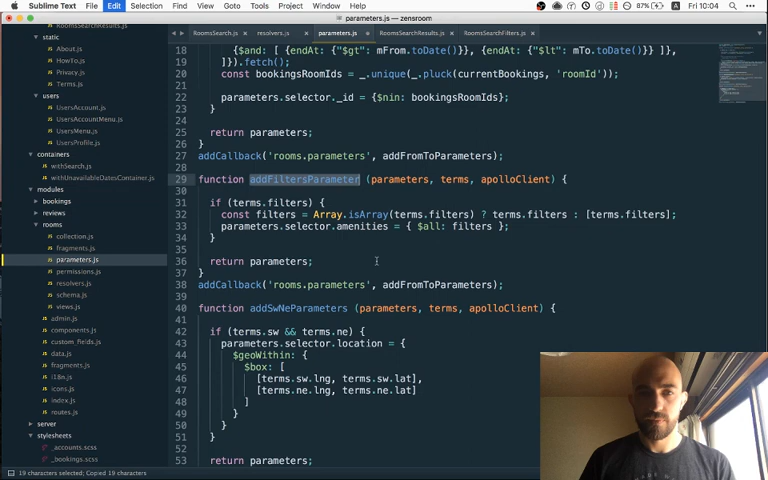 Sublime Text File Edit Selection Find View Goto Tools Project Window Help 87% Fri 10:04
parameters.js — zensroom
RoomsSearch.js resolvers.js parameters.js RoomsSearchResults.js RoomsSearchFilters.js
RoomsSearchResults.js
static
About.js
HowTo.js
Privacy.js
Terms.js
users
UsersAccount.js
UsersAccountMenu.js
UsersMenu.js
UsersProfile.js
containers
withSearch.js
withUnavailableDatesContainer.js
modules
bookings
reviews
rooms
collection.js
fragments.js
parameters.js
permissions.js
resolvers.js
schema.js
views.js
admin.js
components.js
custom_fields.js
data.js
fragments.js
i18n.js
icons.js
index.js
routes.js
server
stylesheets
_accounts.scss
_bookings.scss
18 {$and: [ {endAt: {"$gt": mFrom.toDate()}}, {endAt: {"$lt": mTo.toDate()}} ]},
19 ]}).fetch();
20 const bookingsRoomIds = _.unique(_.pluck(currentBookings, 'roomId'));
21
22 parameters.selector._id = {$nin: bookingsRoomIds};
23 }
24
25 return parameters;
26 }
27 addCallback('rooms.parameters', addFromToParameters);
28
29 function addFiltersParameter (parameters, terms, apolloClient) {
30
31 if (terms.filters) {
32 const filters = Array.isArray(terms.filters) ? terms.filters : [terms.filters];
33 parameters.selector.amenities = { $all: filters };
34 }
35
36 return parameters;
37 }
38 addCallback('rooms.parameters', addFromToParameters);
39
40 function addSwNeParameters (parameters, terms, apolloClient) {
41
42 if (terms.sw && terms.ne) {
43 parameters.selector.location = {
44 $geoWithin: {
45 $box: [
46 [terms.sw.lng, terms.sw.lat],
47 [terms.ne.lng, terms.ne.lat]
48 ]
49 }
50 }
51 }
52
53 return parameters;
19 characters selected; Copied 19 characters